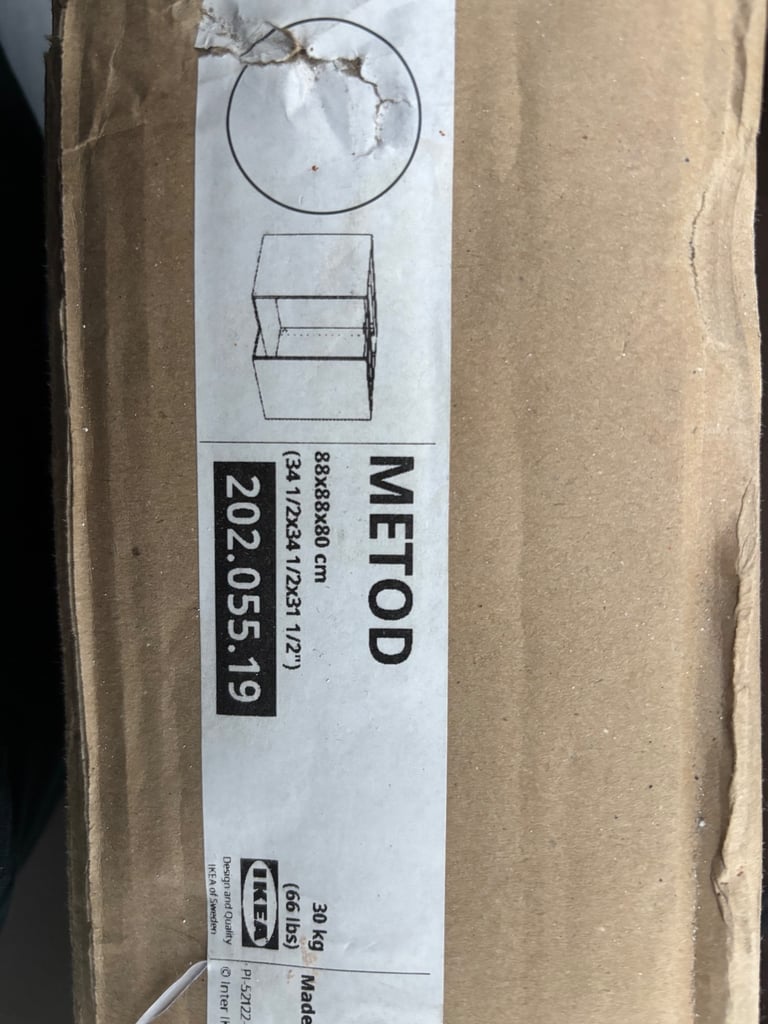 METOD
88x88x80 cm
(34 1/2x34 1/2x31 1/2")
202.055.19
30 kg
(66 lbs)
IKEA
Design and Quality
IKEA of Sweden
Made
PI-52122-
© Inter